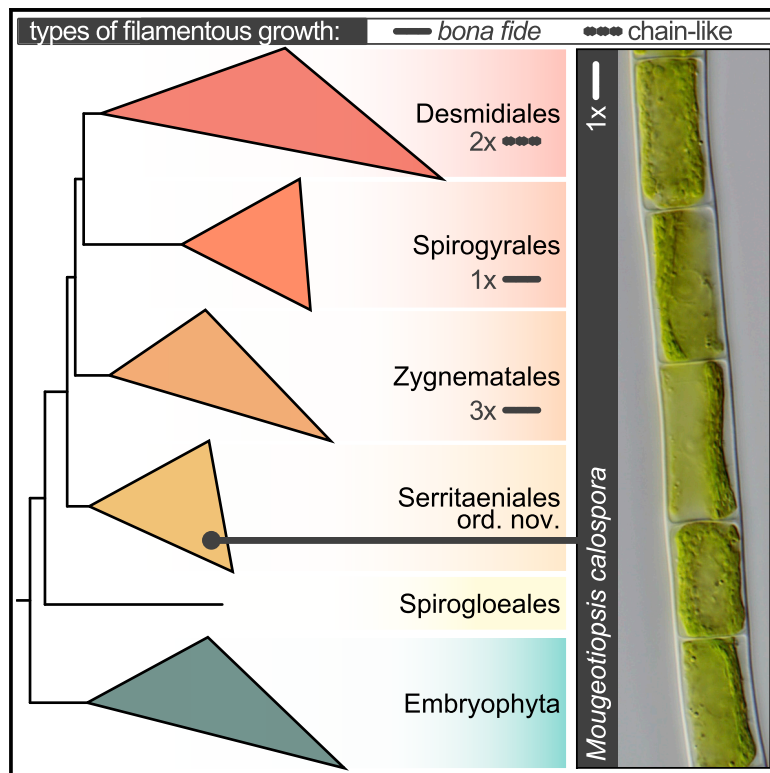 types of filamentous growth: bona fide chain-like
Desmidiales
2x
Spirogyrales
1x
Zygnematales
3x
Serritaeniales
ord. nov.
Spirogloeales
Embryophyta
1x
Mougeotiopsis calospora